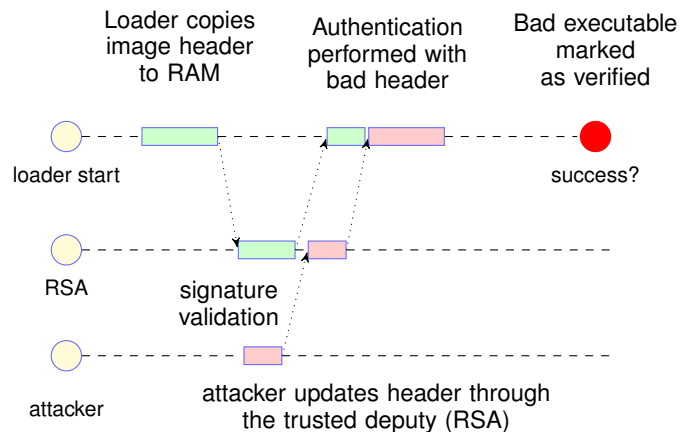 Loader copies
image header
to RAM
Authentication
performed with
bad header
Bad executable
marked
as verified
loader start
success?
RSA
signature
validation
attacker
attacker updates header through
the trusted deputy (RSA)